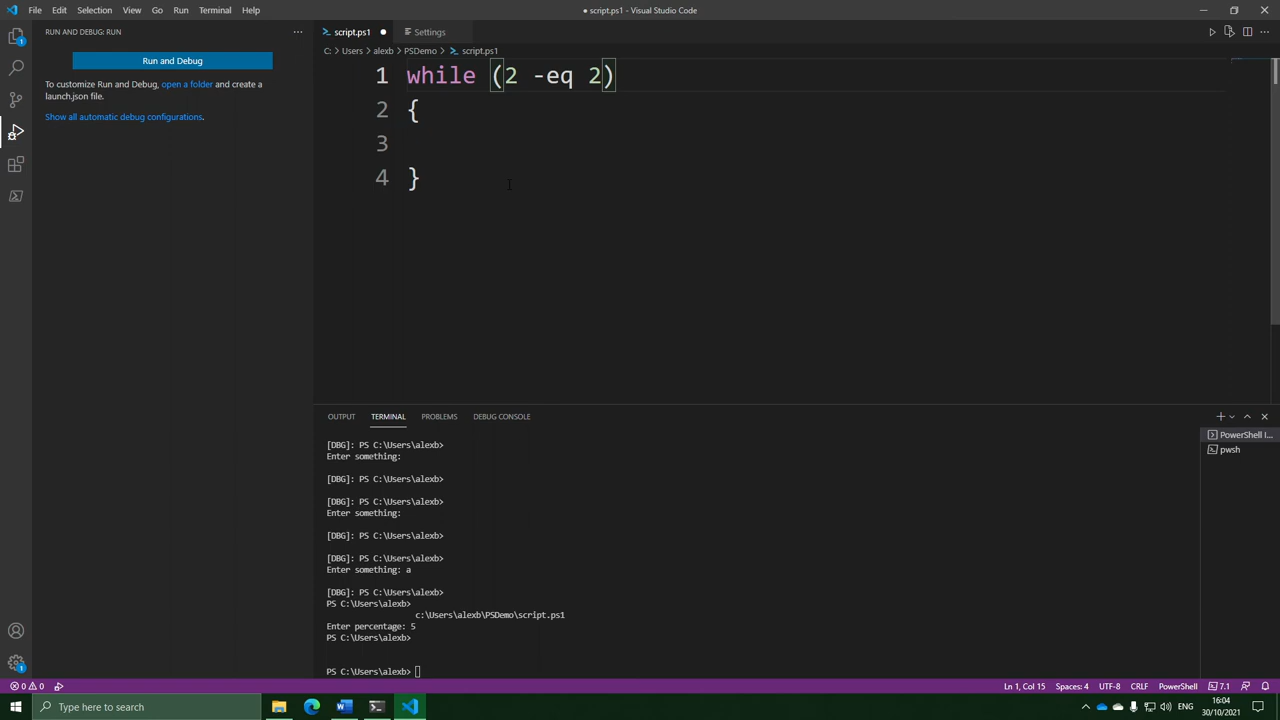 File Edit Selection View Go Run Terminal Help
● script.ps1 - Visual Studio Code
RUN AND DEBUG: RUN
Run and Debug
To customize Run and Debug, open a folder and create a
launch.json file.
Show all automatic debug configurations.
script.ps1
Settings
C: > Users > alexb > PSDemo > script.ps1
1 while (2 -eq 2)
2 {
3
4 }
OUTPUT TERMINAL PROBLEMS DEBUG CONSOLE
[DBG]: PS C:\Users\alexb>
Enter something:
[DBG]: PS C:\Users\alexb>
[DBG]: PS C:\Users\alexb>
Enter something:
[DBG]: PS C:\Users\alexb>
[DBG]: PS C:\Users\alexb>
Enter something: a
[DBG]: PS C:\Users\alexb>
PS C:\Users\alexb>
c:\Users\alexb\PSDemo\script.ps1
Enter percentage: 5
PS C:\Users\alexb>
PS C:\Users\alexb>
PowerShell I...
pwsh
1
1
0 0
Ln 1, Col 15 Spaces: 4 UTF-8 CRLF PowerShell 7.1
Type here to search
ENG
16:04
30/10/2021